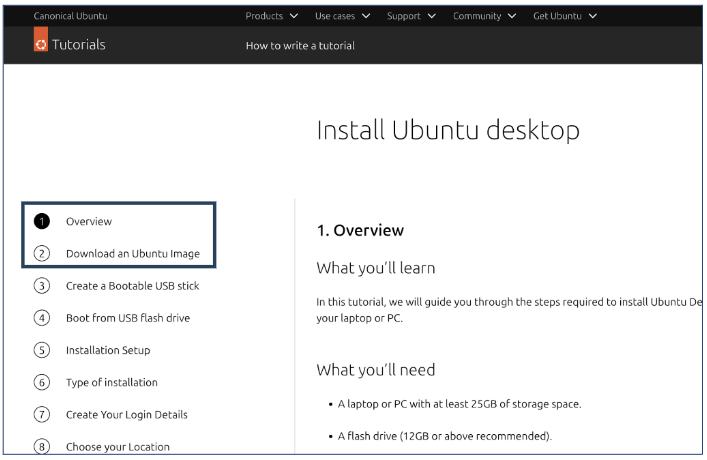 Canonical Ubuntu Products Use cases Support Community Get Ubuntu
Tutorials How to write a tutorial
Install Ubuntu desktop
1 Overview
2 Download an Ubuntu Image
3 Create a Bootable USB stick
4 Boot from USB flash drive
5 Installation Setup
6 Type of installation
7 Create Your Login Details
8 Choose your Location
1. Overview
What you'll learn
In this tutorial, we will guide you through the steps required to install Ubuntu De
your laptop or PC.
What you'll need
• A laptop or PC with at least 25GB of storage space.
• A flash drive (12GB or above recommended).